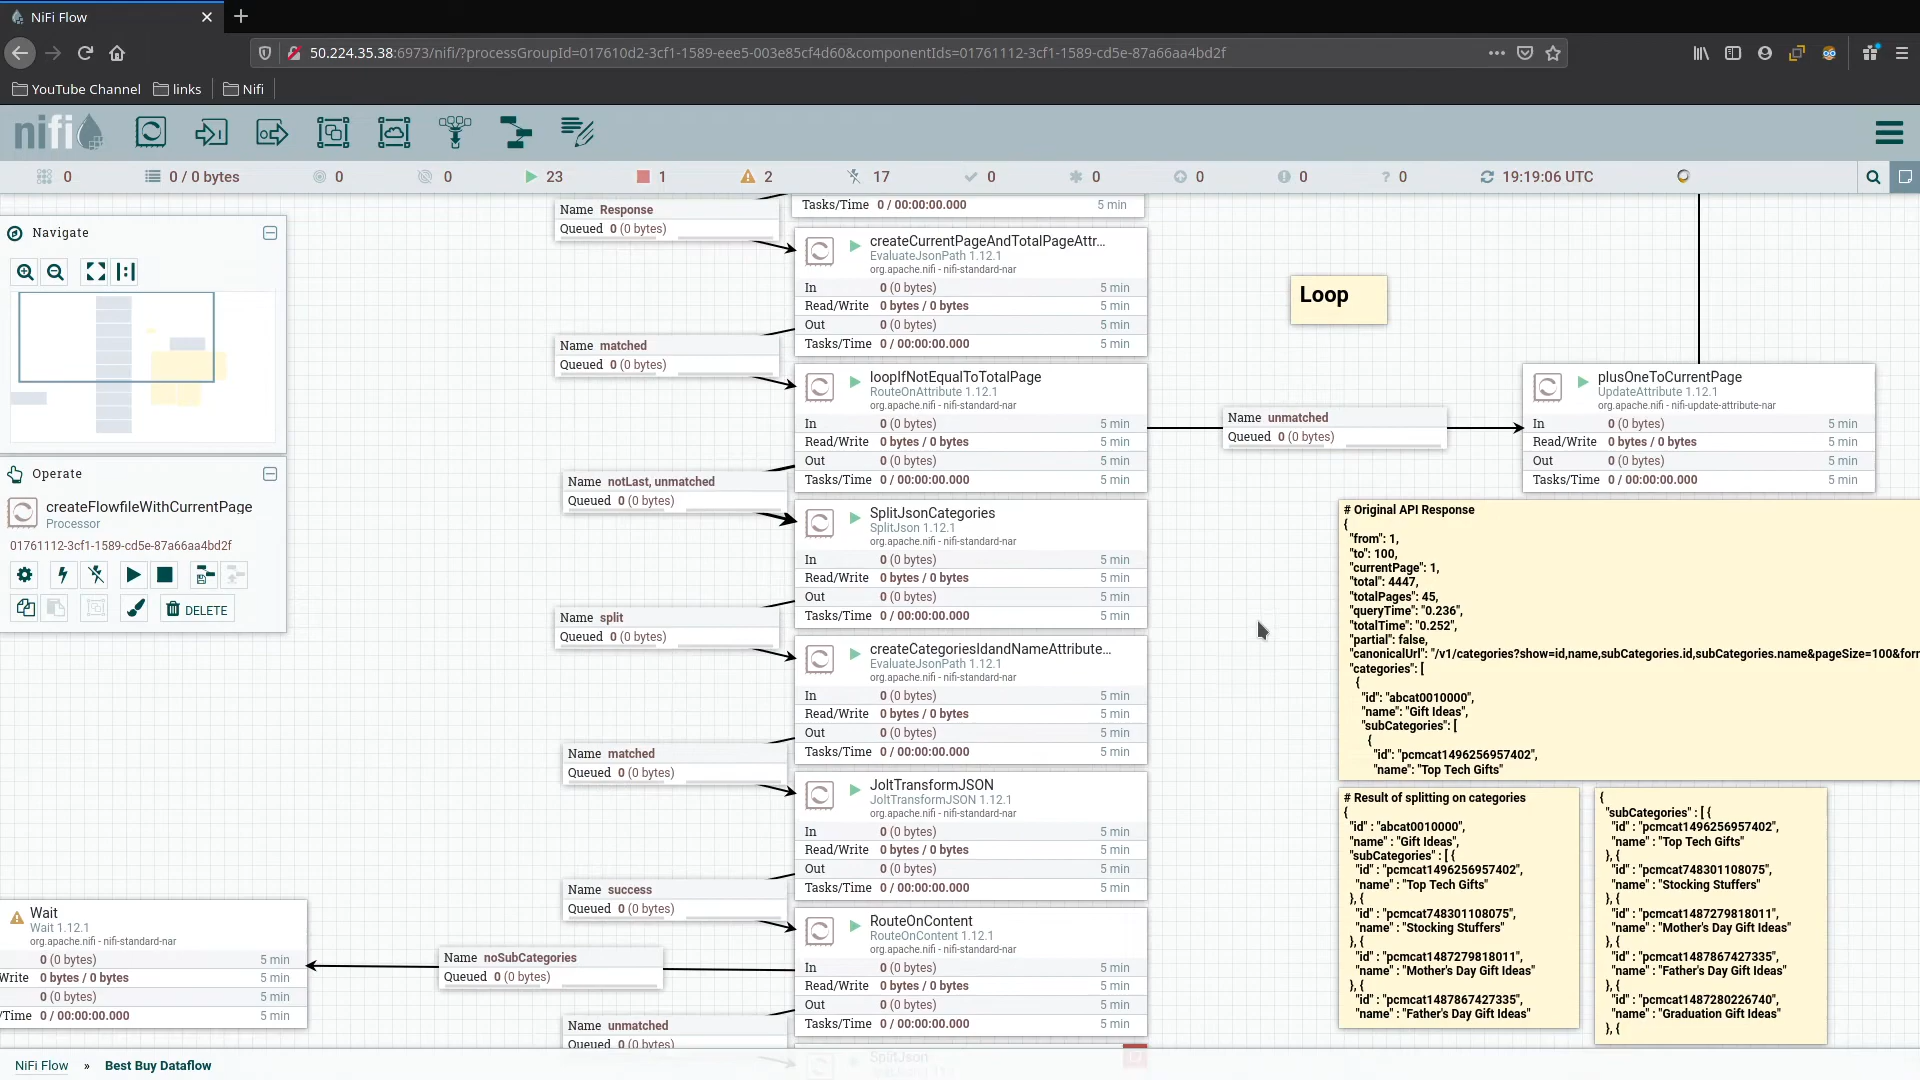 NiFi Flow
50.224.35.38:6973/nifi/?processGroupId=017610d2-3cf1-1589-eee5-003e85cf4d60&componentIds=01761112-3cf1-1589-cd5e-87a66aa4bd2f
YouTube Channel links Nifi
nifi
0 0 / 0 bytes 0 0 23 1 2 17 0 0 0 0 ? 0 19:19:06 UTC
Navigate
Operate
createFlowfileWithCurrentPage
Processor
01761112-3cf1-1589-cd5e-87a66aa4bd2f
DELETE
Name Response
Queued 0 (0 bytes)
Tasks/Time 0 / 00:00:00.000 5 min
createCurrentPageAndTotalPageAttr...
EvaluateJsonPath 1.12.1
org.apache.nifi - nifi-standard-nar
In 0 (0 bytes) 5 min
Read/Write 0 bytes / 0 bytes 5 min
Out 0 (0 bytes) 5 min
Tasks/Time 0 / 00:00:00.000 5 min
Loop
Name matched
Queued 0 (0 bytes)
loopIfNotEqualToTotalPage
RouteOnAttribute 1.12.1
org.apache.nifi - nifi-standard-nar
In 0 (0 bytes) 5 min
Read/Write 0 bytes / 0 bytes 5 min
Out 0 (0 bytes) 5 min
Tasks/Time 0 / 00:00:00.000 5 min
Name unmatched
Queued 0 (0 bytes)
plusOneToCurrentPage
UpdateAttribute 1.12.1
org.apache.nifi - nifi-update-attribute-nar
In 0 (0 bytes) 5 min
Read/Write 0 bytes / 0 bytes 5 min
Out 0 (0 bytes) 5 min
Tasks/Time 0 / 00:00:00.000 5 min
Name notLast, unmatched
Queued 0 (0 bytes)
SplitJsonCategories
SplitJson 1.12.1
org.apache.nifi - nifi-standard-nar
In 0 (0 bytes) 5 min
Read/Write 0 bytes / 0 bytes 5 min
Out 0 (0 bytes) 5 min
Tasks/Time 0 / 00:00:00.000 5 min
Name split
Queued 0 (0 bytes)
createCategoriesIdandNameAttribute...
EvaluateJsonPath 1.12.1
org.apache.nifi - nifi-standard-nar
In 0 (0 bytes) 5 min
Read/Write 0 bytes / 0 bytes 5 min
Out 0 (0 bytes) 5 min
Tasks/Time 0 / 00:00:00.000 5 min
Name matched
Queued 0 (0 bytes)
JoltTransformJSON
JoltTransformJSON 1.12.1
org.apache.nifi - nifi-standard-nar
In 0 (0 bytes) 5 min
Read/Write 0 bytes / 0 bytes 5 min
Out 0 (0 bytes) 5 min
Tasks/Time 0 / 00:00:00.000 5 min
Name success
Queued 0 (0 bytes)
RouteOnContent
RouteOnContent 1.12.1
org.apache.nifi - nifi-standard-nar
In 0 (0 bytes) 5 min
Read/Write 0 bytes / 0 bytes 5 min
Out 0 (0 bytes) 5 min
Tasks/Time 0 / 00:00:00.000 5 min
Name noSubCategories
Queued 0 (0 bytes)
Wait
Wait 1.12.1
org.apache.nifi - nifi-standard-nar
0 (0 bytes) 5 min
Write 0 bytes / 0 bytes 5 min
0 (0 bytes) 5 min
/Time 0 / 00:00:00.000 5 min
Name unmatched
Queued 0 (0 bytes)
SplitJson
# Original API Response
{
"from": 1,
"to": 100,
"currentPage": 1,
"total": 4447,
"totalPages": 45,
"queryTime": "0.236",
"totalTime": "0.252",
"partial": false,
"canonicalUrl": "/v1/categories?show=id,name,subCategories.id,subCategories.name&pageSize=100&for
"categories": [
{
"id": "abcat0010000",
"name": "Gift Ideas",
"subCategories": [
{
"id": "pcmcat1496256957402",
"name": "Top Tech Gifts"
# Result of splitting on categories
{
"id" : "abcat0010000",
"name" : "Gift Ideas",
"subCategories" : [ {
"id" : "pcmcat1496256957402",
"name" : "Top Tech Gifts"
}, {
"id" : "pcmcat748301108075",
"name" : "Stocking Stuffers"
}, {
"id" : "pcmcat1487279818011",
"name" : "Mother's Day Gift Ideas"
}, {
"id" : "pcmcat1487867427335",
"name" : "Father's Day Gift Ideas"
{
"subCategories" : [ {
"id" : "pcmcat1496256957402",
"name" : "Top Tech Gifts"
}, {
"id" : "pcmcat748301108075",
"name" : "Stocking Stuffers"
}, {
"id" : "pcmcat1487279818011",
"name" : "Mother's Day Gift Ideas"
}, {
"id" : "pcmcat1487867427335",
"name" : "Father's Day Gift Ideas"
}, {
"id" : "pcmcat1487280226740",
"name" : "Graduation Gift Ideas"
}, {
NiFi Flow » Best Buy Dataflow